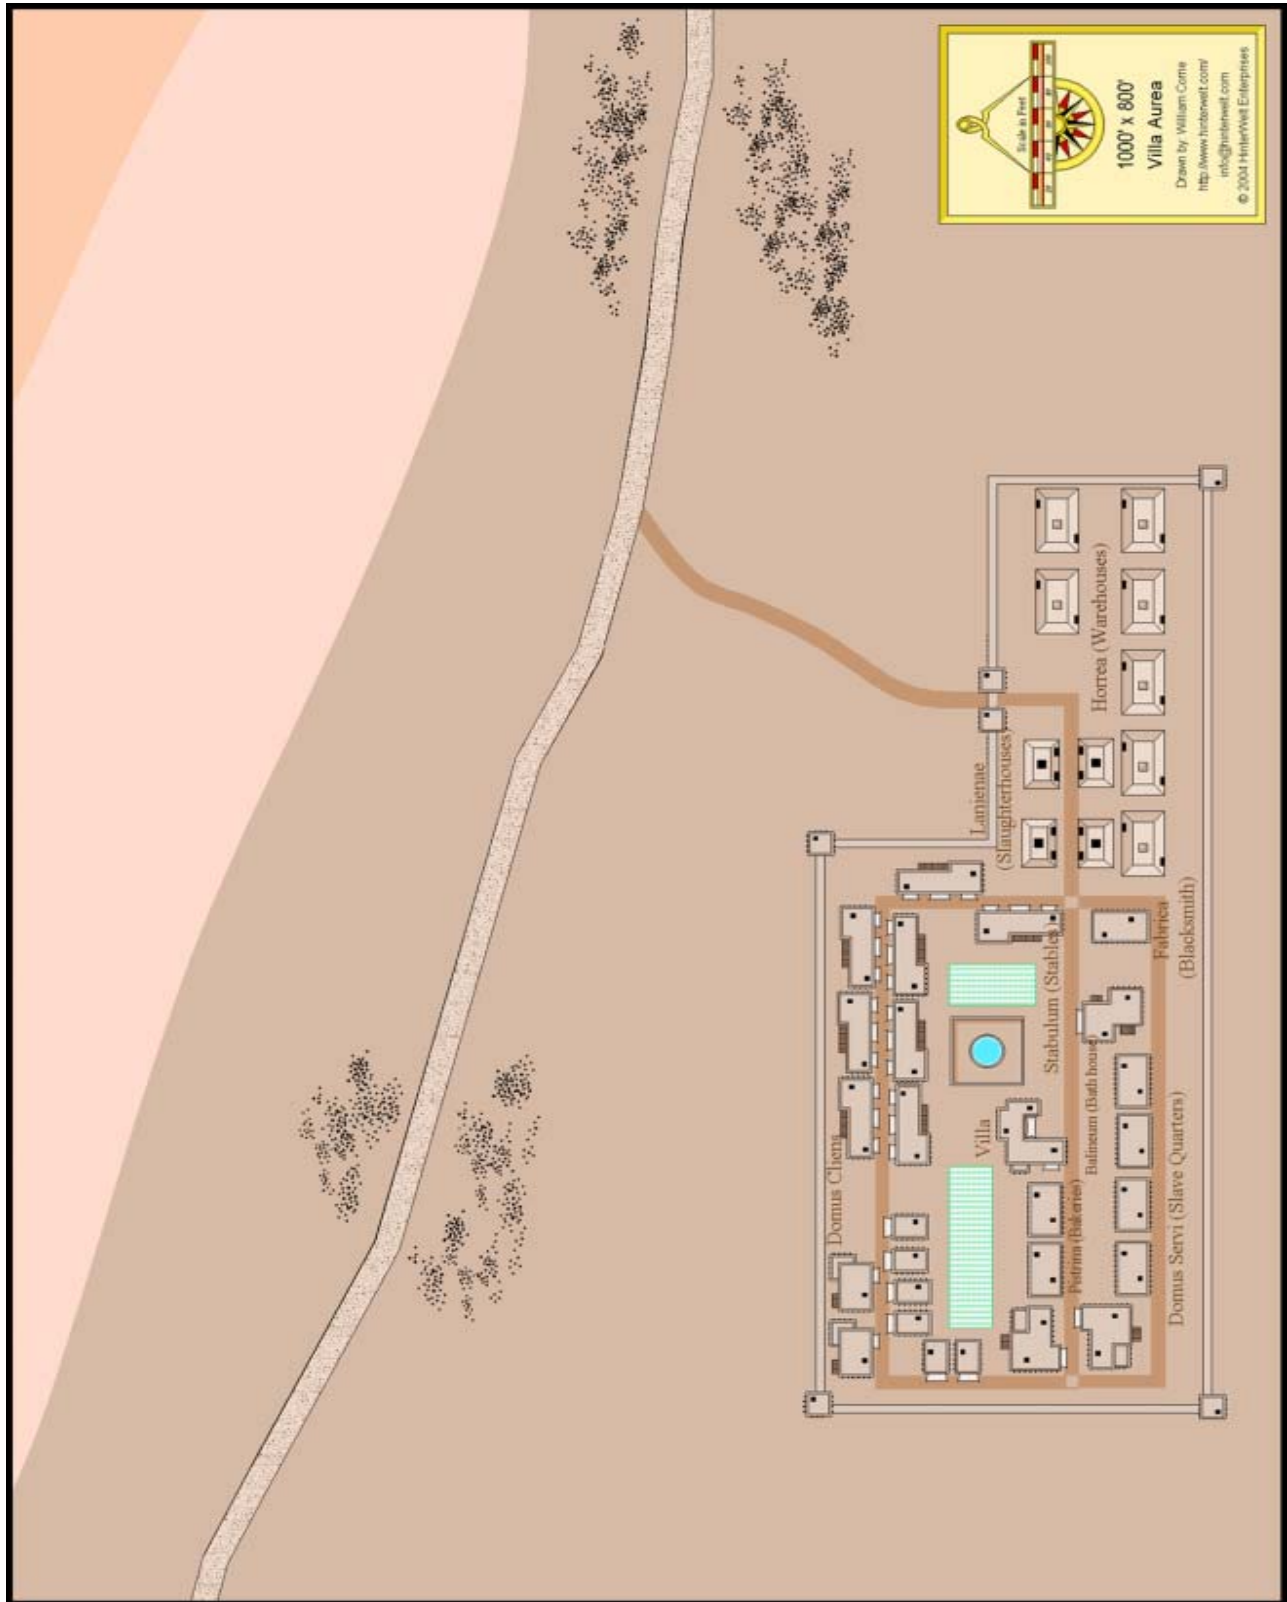 Scale in Feet
1000' x 800'
Villa Aurea
Drawn by: William Corrie
http://www.hinterwelt.com/
info@hinterwelt.com
© 2004 HinterWelt Enterprises
Horrea (Warehouses)
Lanienae
(Slaughterhouses)
Fabrica
(Blacksmith)
Stabulum (Stables)
Balineum (Bath house)
Villa
Domus Cliens
Pistrina (Bakeries)
Domus Servi (Slave Quarters)